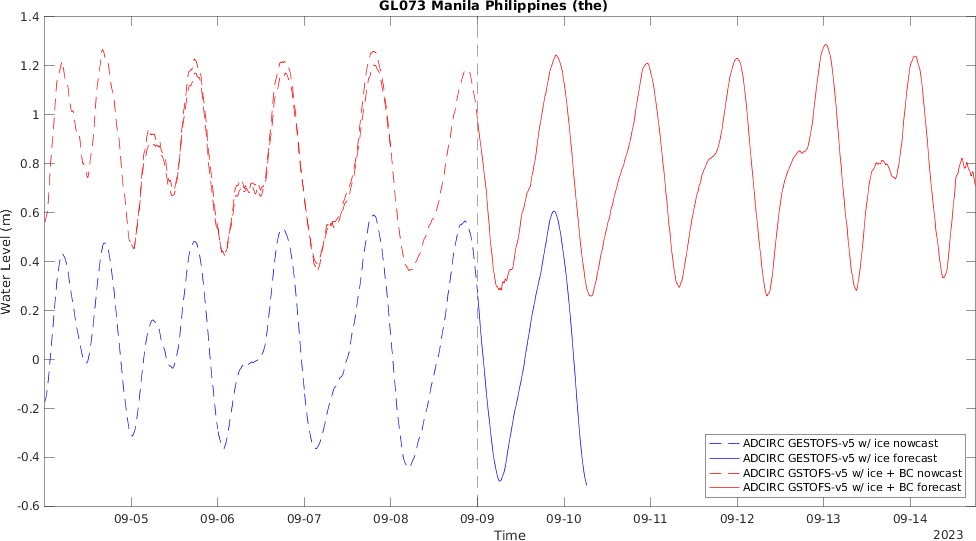 GL073 Manila Philippines (the)
1.4
1.2
1
0.8
0.6
0.4
0.2
0
-0.2
-0.4
-0.6
Water Level (m)
ADCIRC GESTOFS-v5 w/ ice nowcast
ADCIRC GESTOFS-v5 w/ ice forecast
ADCIRC GSTOFS-v5 w/ ice + BC nowcast
ADCIRC GSTOFS-v5 w/ ice + BC forecast
09-05 09-06 09-07 09-08 09-09 09-10 09-11 09-12 09-13 09-14
Time
2023